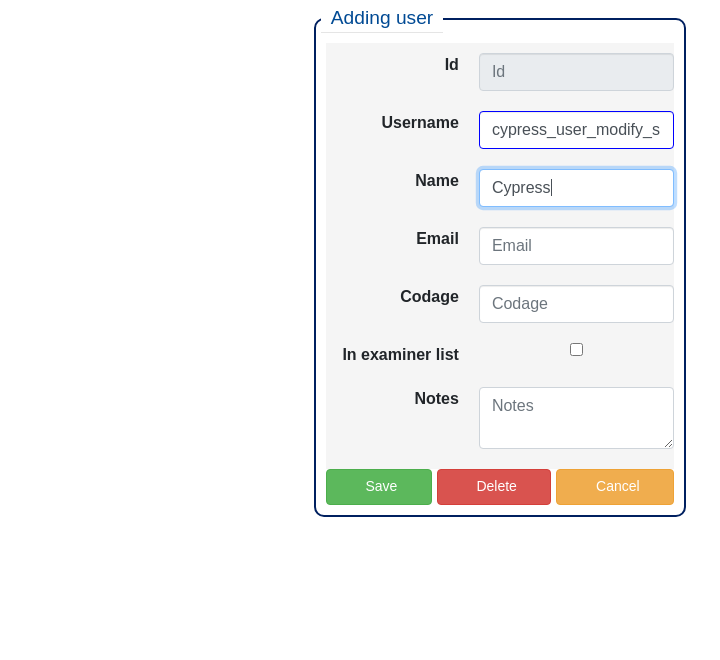 Adding user
Id
Id
Username
cypress_user_modify_s
Name
Cypress
Email
Email
Codage
Codage
In examiner list
Notes
Notes
Save
Delete
Cancel